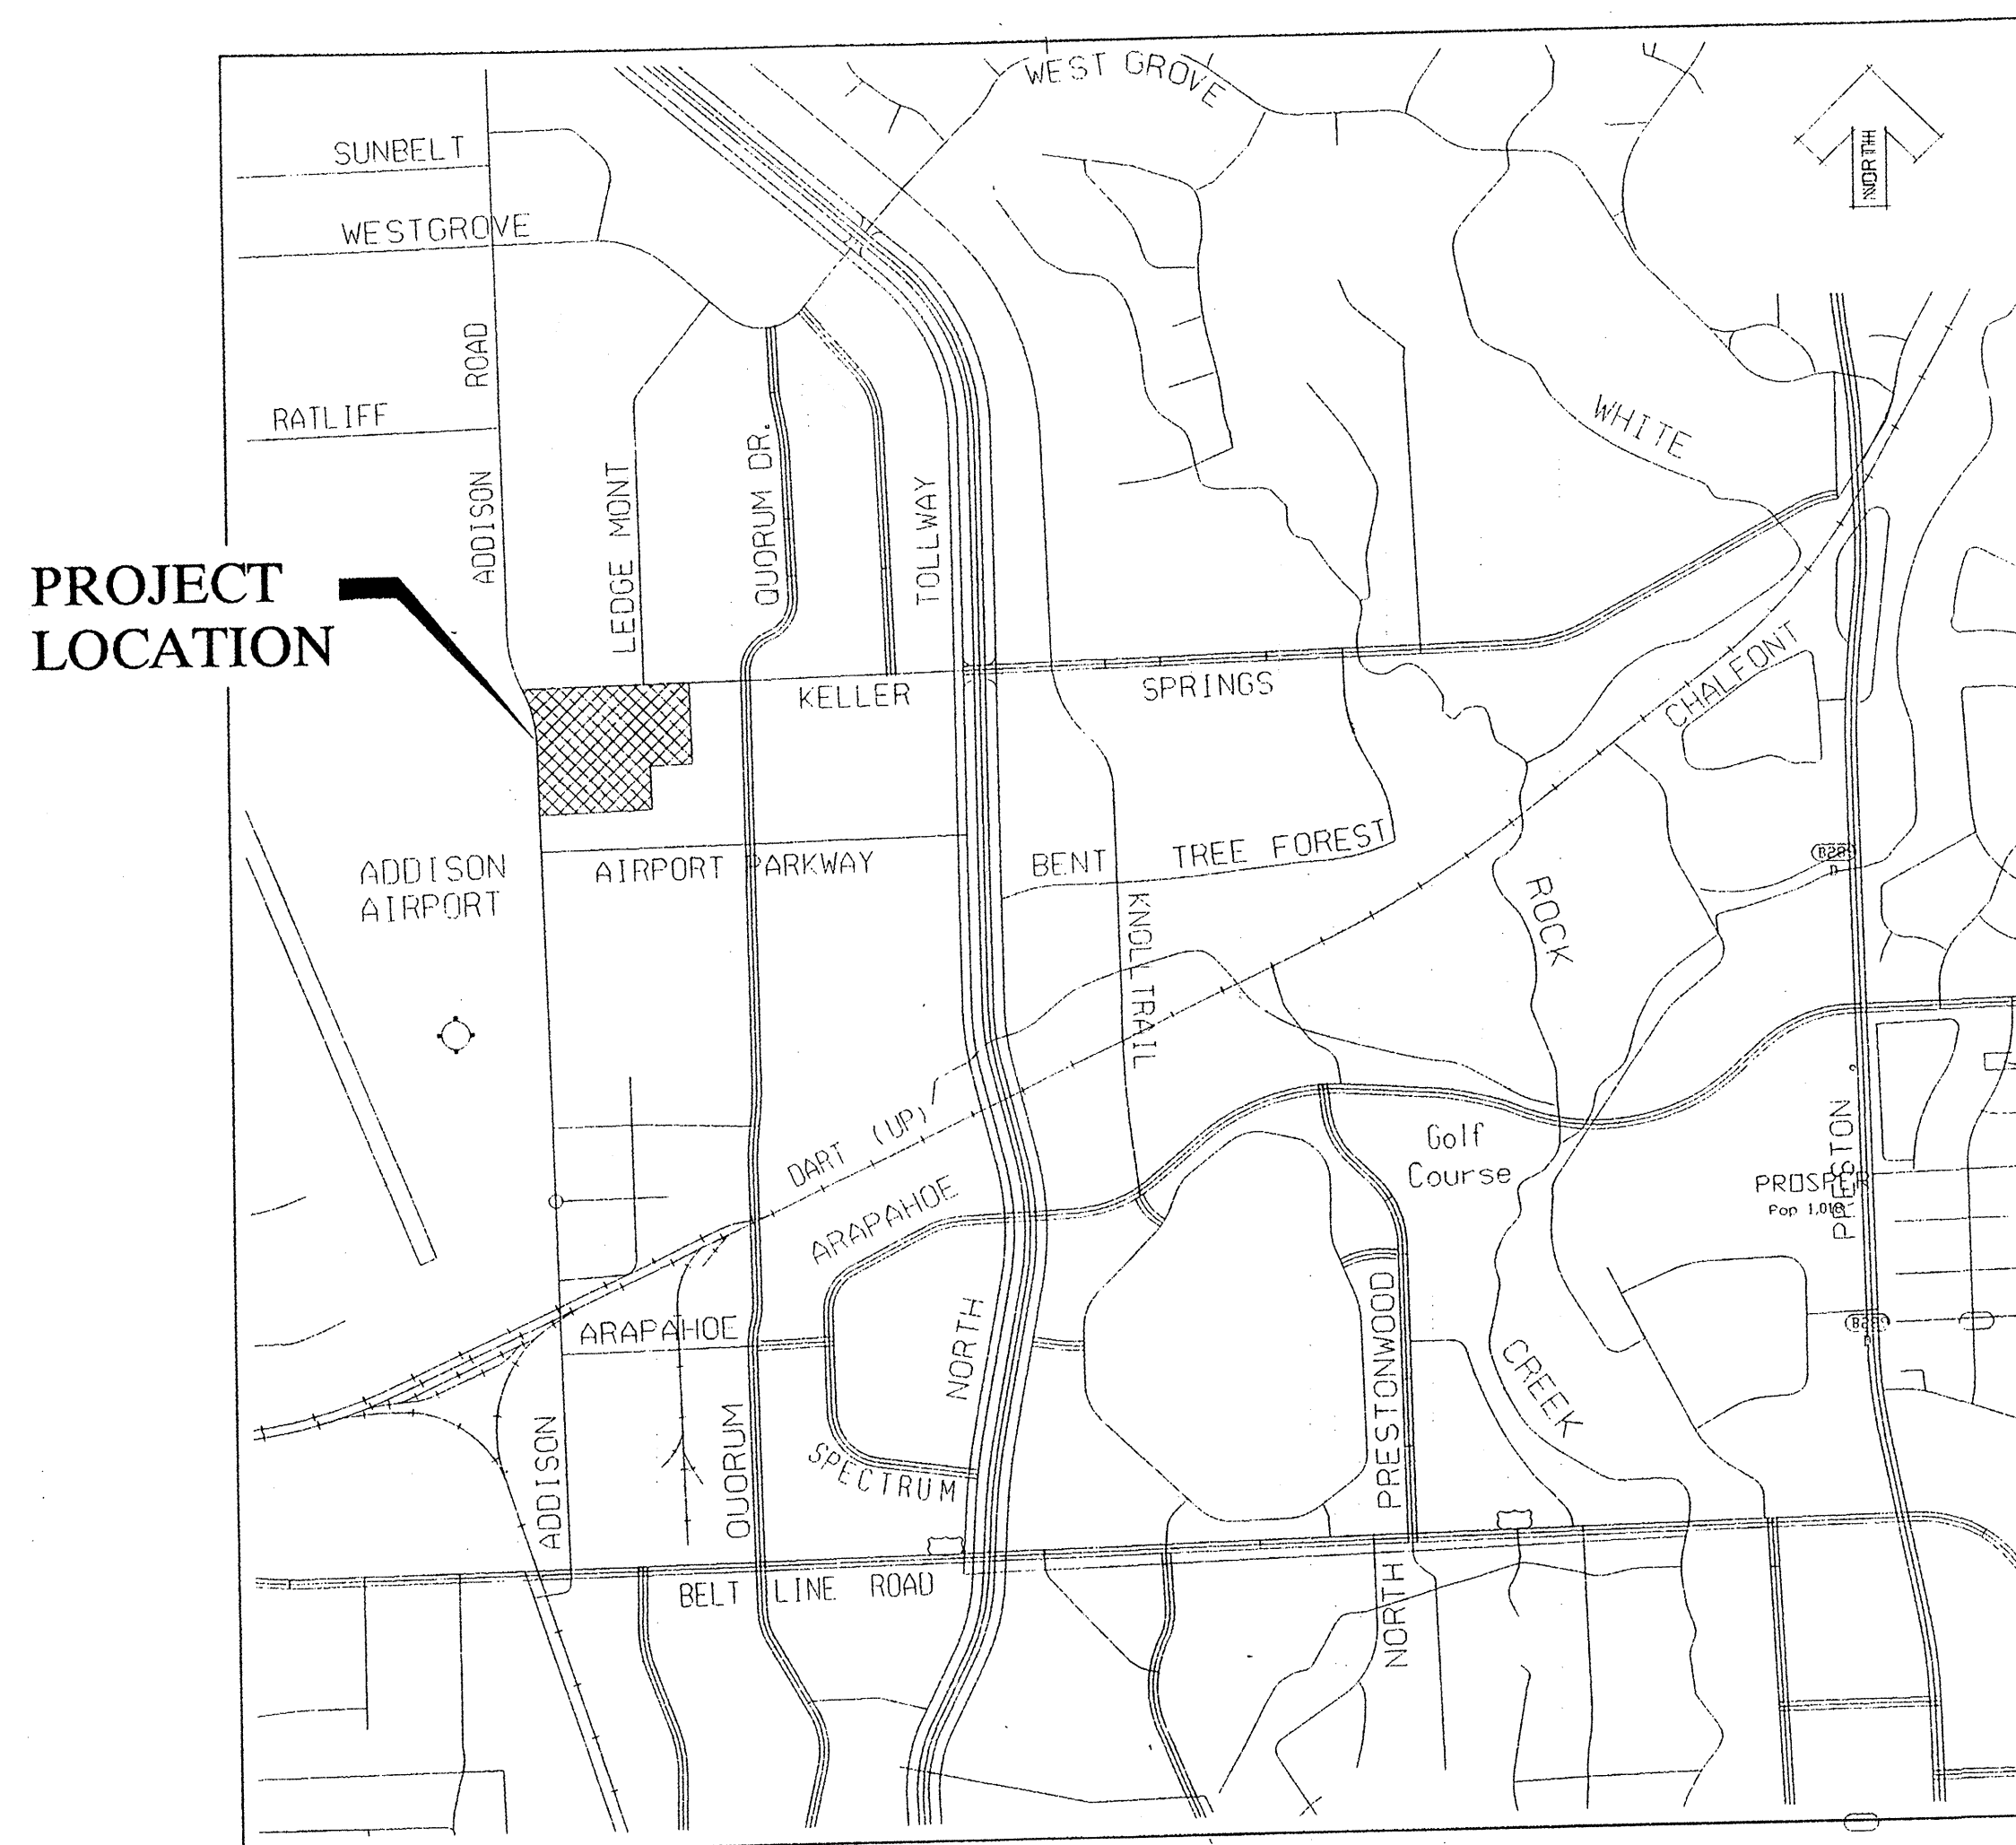 WEST GROVE
NORTH
SUNBELT
WESTGROVE
ROAD
RATLIFF
ADDISON
LEDGE MONT
QUORUM DR.
TOLLWAY
WHITE
PROJECT
LOCATION
KELLER
SPRINGS
CHALFONT
ADDISON
AIRPORT
AIRPORT PARKWAY
BENT TREE FOREST
KNOLL TRAIL
ROCK
DART (UP)
ARAPAHOE
Golf
Course
PRESTON
PROSPER
Pop 1,018
ARAPAHOE
NORTH
PRESTONWOOD
CREEK
ADDISON
QUORUM
SPECTRUM
BELT LINE ROAD
NORTH